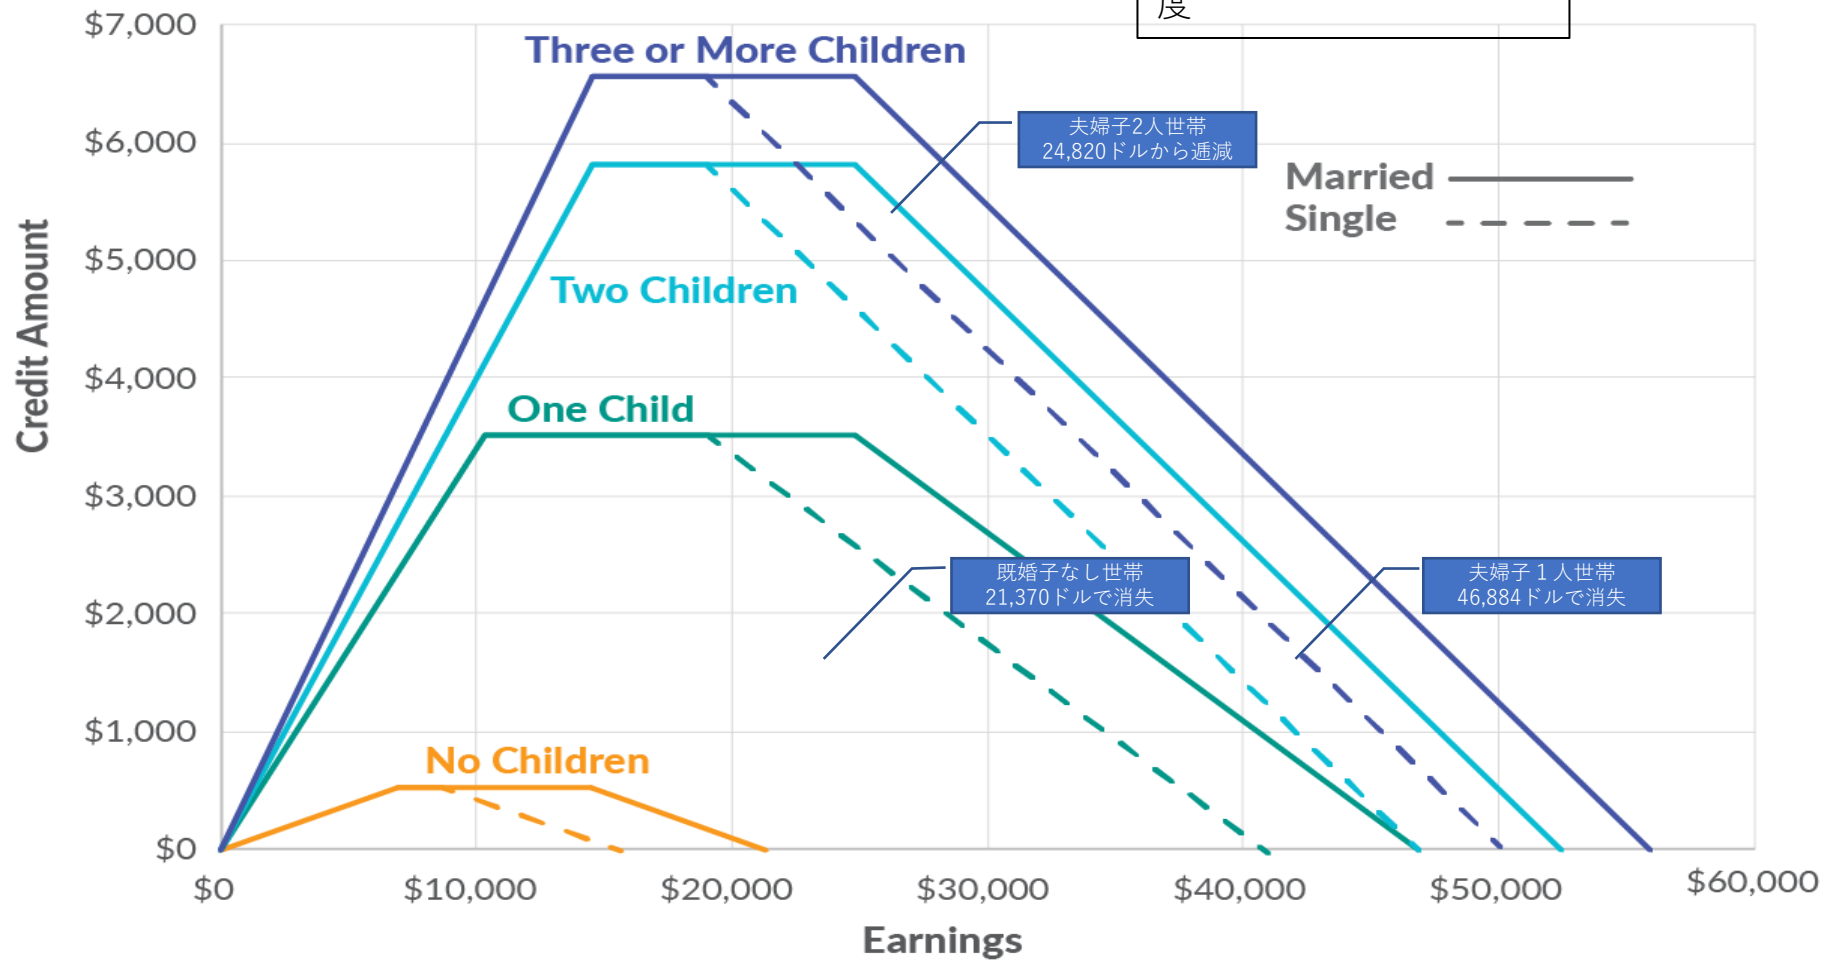 度
$7,000
Three or More Children
夫婦子2人世帯
24,820ドルから逓減
$6,000
Married
Single
$5,000
Two Children
$4,000
One Child
$3,000
既婚子なし世帯
21,370ドルで消失
夫婦子１人世帯
46,884ドルで消失
$2,000
$1,000
No Children
$0
Credit Amount
$0
$10,000
$20,000
$30,000
$40,000
$50,000
$60,000
Earnings